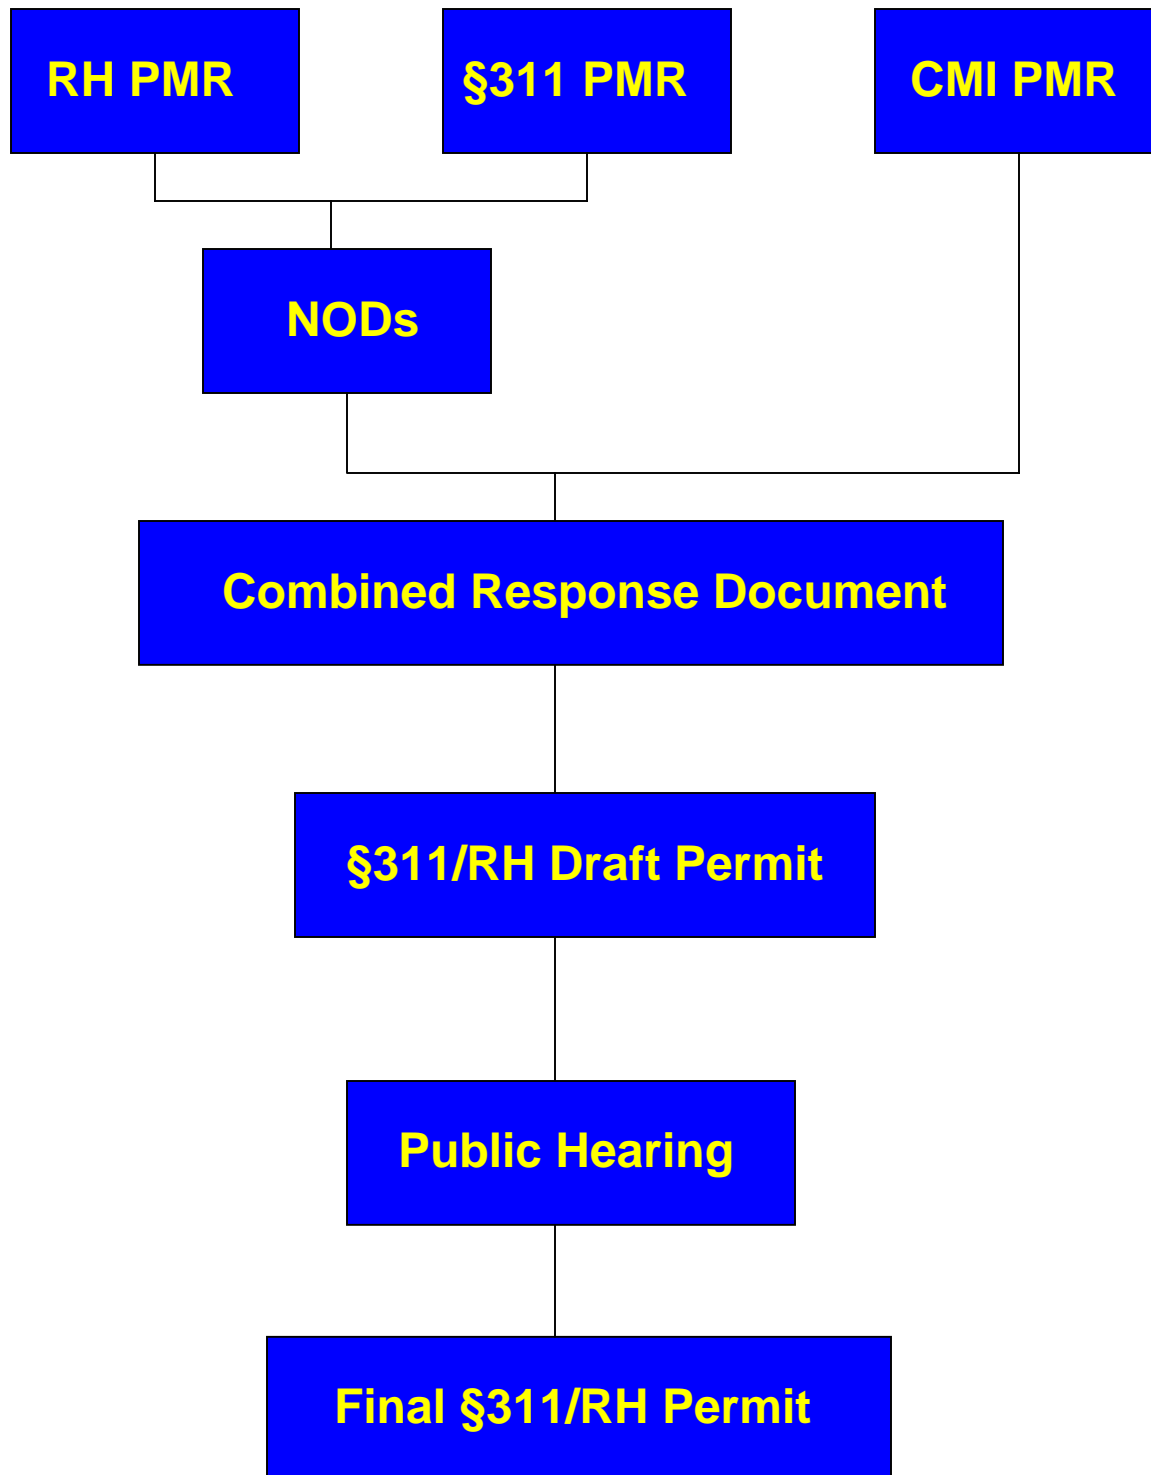 RH PMR
§311 PMR
CMI PMR
NODs
Combined Response Document
§311/RH Draft Permit
Public Hearing
Final §311/RH Permit